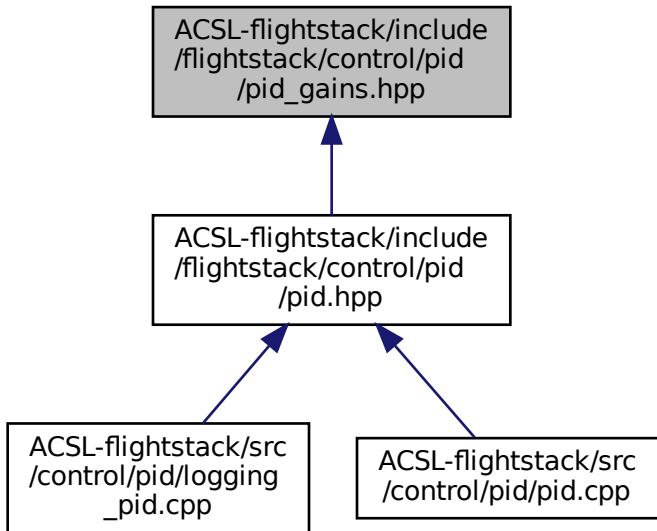 ACSL-flightstack/include
/flightstack/control/pid
/pid_gains.hpp
ACSL-flightstack/include
/flightstack/control/pid
/pid.hpp
ACSL-flightstack/src
/control/pid/logging
_pid.cpp
ACSL-flightstack/src
/control/pid/pid.cpp